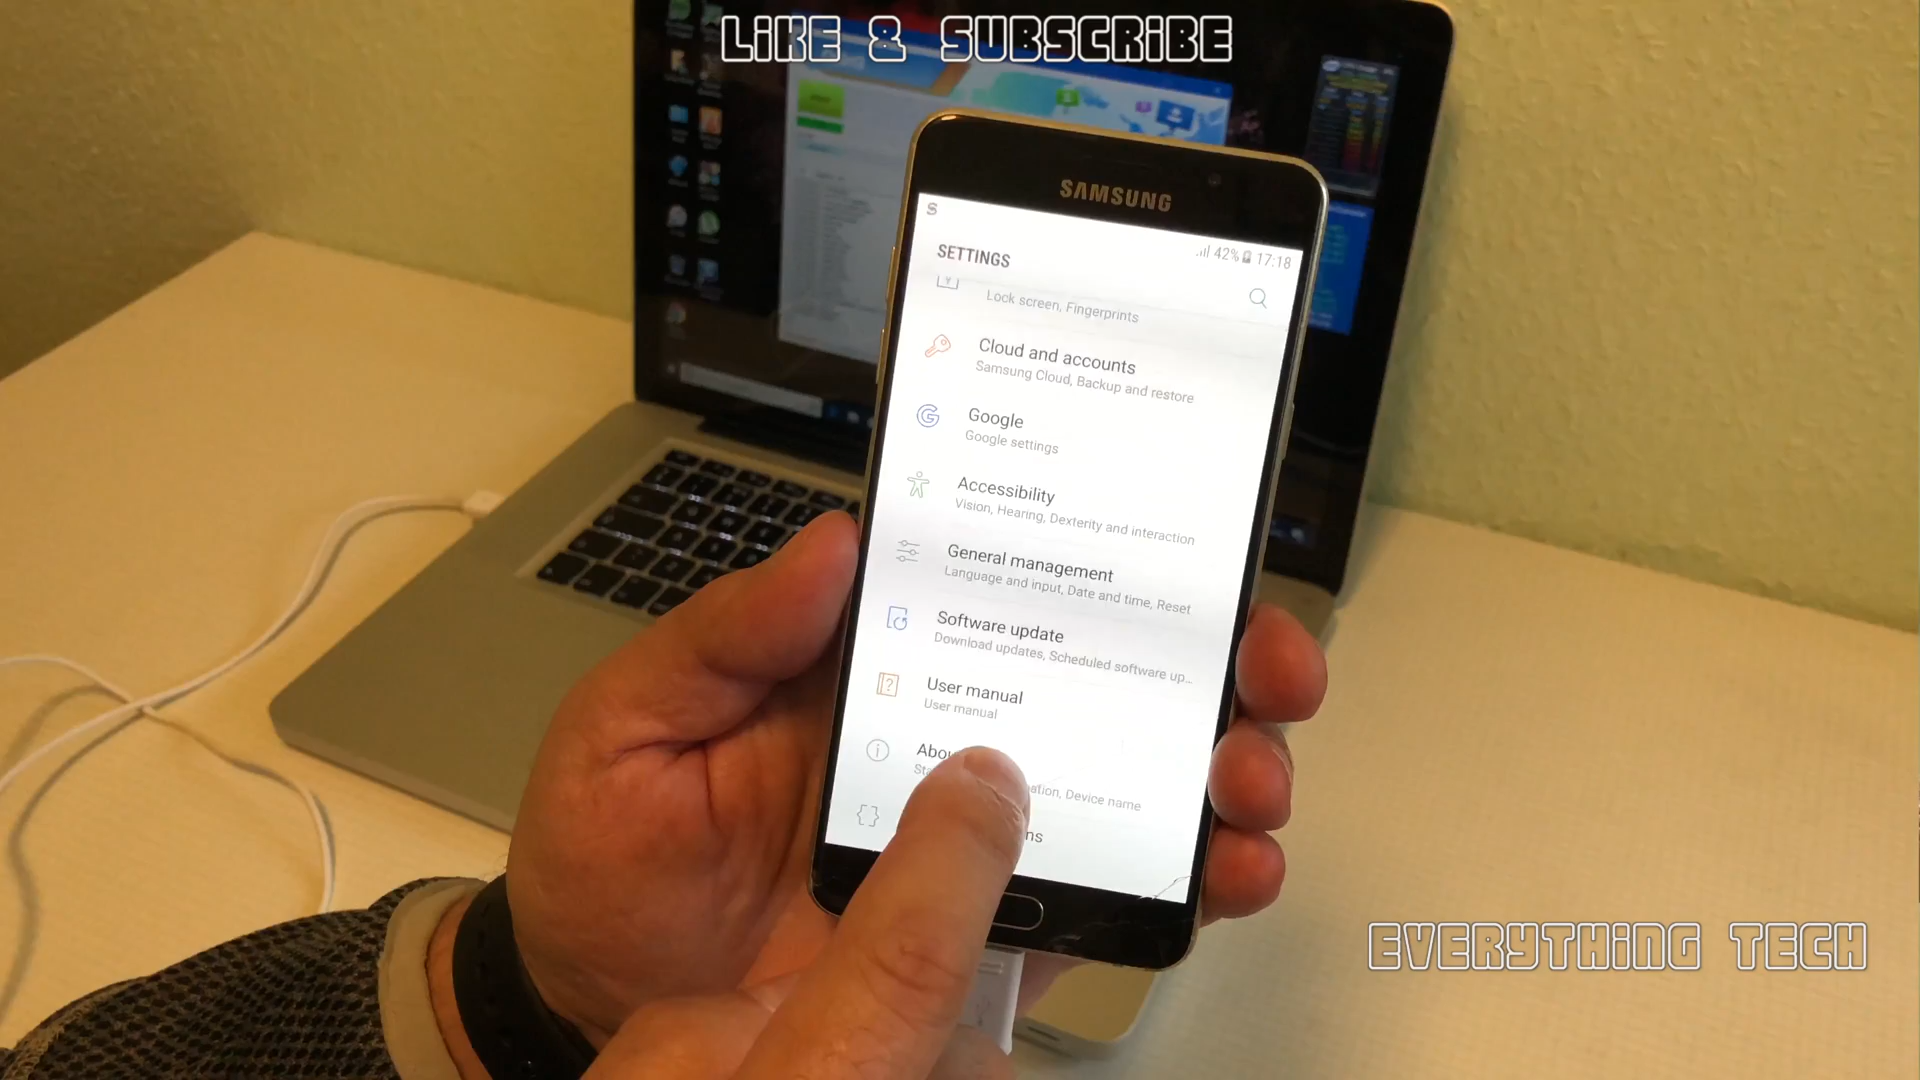 LIKE & SUBSCRIBE
SAMSUNG
S
42% 17:18
SETTINGS
Lock screen, Fingerprints
Cloud and accounts
Samsung Cloud, Backup and restore
Google
Google settings
Accessibility
Vision, Hearing, Dexterity and interaction
General management
Language and input, Date and time, Reset
Software update
Download updates, Scheduled software up...
User manual
User manual
Abou
Sta ation, Device name
ns
EVERYTHING TECH